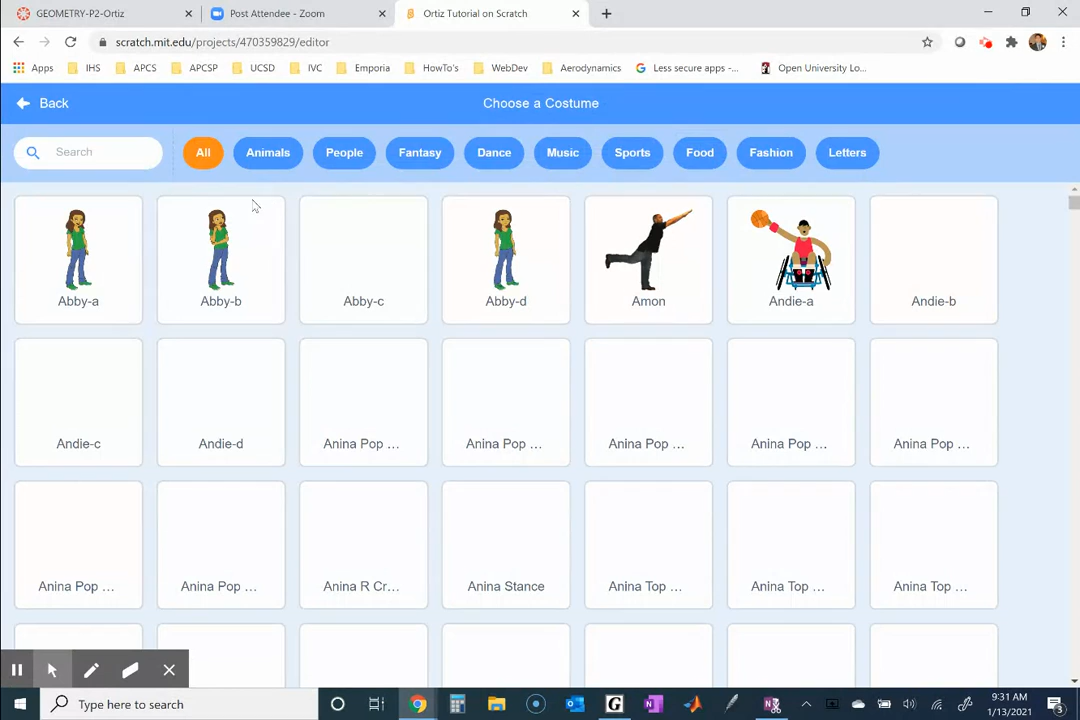 GEOMETRY-P2-Ortiz
Post Attendee - Zoom
Ortiz Tutorial on Scratch
scratch.mit.edu/projects/470359829/editor
Apps IHS APCS APCSP UCSD IVC Emporia HowTo's WebDev Aerodynamics Less secure apps -... Open University Lo...
Back
Choose a Costume
Search
All Animals People Fantasy Dance Music Sports Food Fashion Letters
Abby-a Abby-b Abby-c Abby-d Amon Andie-a Andie-b
Andie-c Andie-d Anina Pop ... Anina Pop ... Anina Pop ... Anina Pop ... Anina Pop ...
Anina Pop ... Anina Pop ... Anina R Cr... Anina Stance Anina Top ... Anina Top ... Anina Top ...
Type here to search
9:31 AM
1/13/2021
3